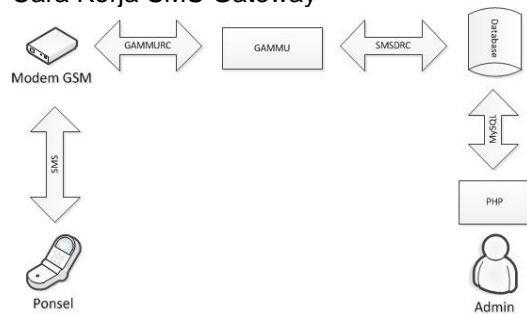 Cara Kerja SMS Gateway
GAMMURC
GAMMU
SMSDRC
Database
Modem GSM
MySQL
SMS
PHP
Ponsel
Admin